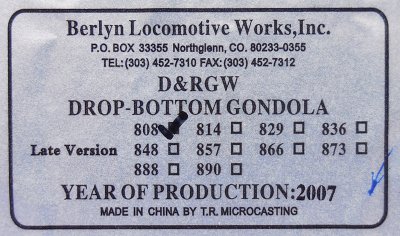 Berlyn Locomotive Works,Inc.
P.O. BOX 33355 Northglenn, CO. 80233-0355
TEL:(303) 452-7310 FAX:(303) 452-7312
D&RGW
DROP-BOTTOM GONDOLA
808 ✓ 814 □ 829 □ 836 □
Late Version 848 □ 857 □ 866 □ 873 □
888 □ 890 □
YEAR OF PRODUCTION:2007
MADE IN CHINA BY T.R. MICROCASTING